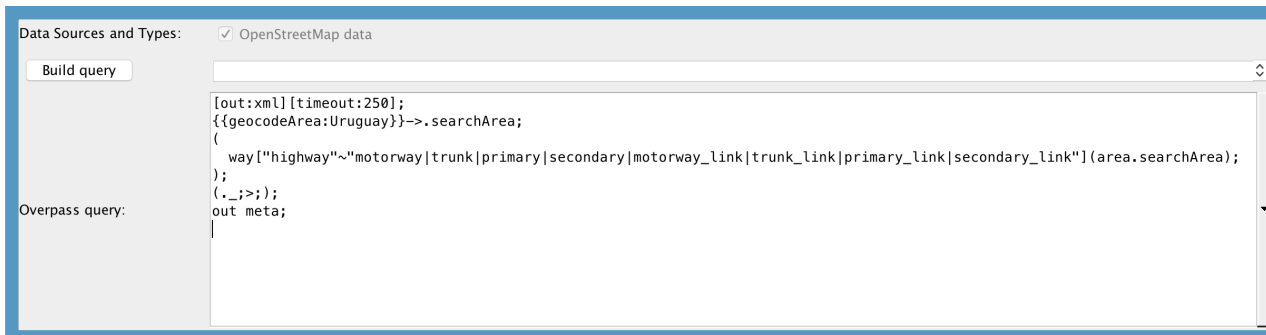 Data Sources and Types:
OpenStreetMap data
Build query
Overpass query:
[out:xml][timeout:250];
{{geocodeArea:Uruguay}}->.searchArea;
(
  way["highway"~"motorway|trunk|primary|secondary|motorway_link|trunk_link|primary_link|secondary_link"](area.searchArea);
);
(._;>;);
out meta;